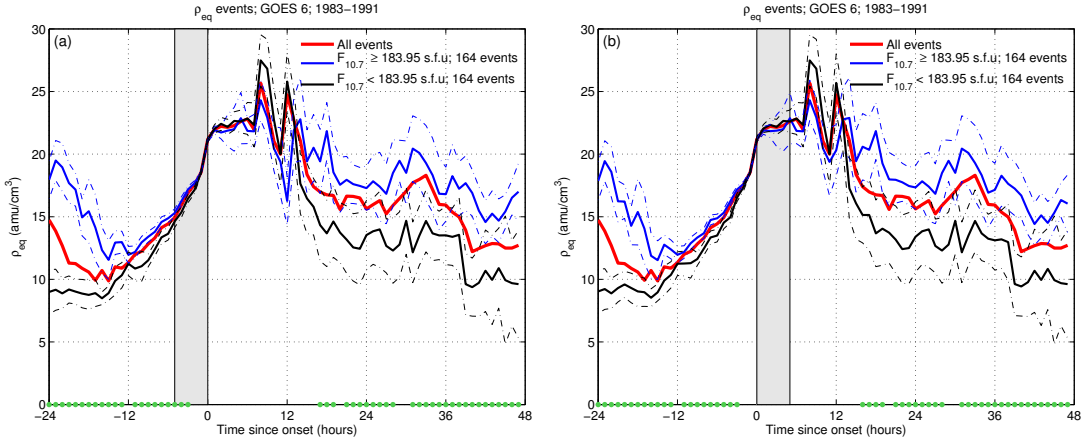 ρeq events; GOES 6; 1983−1991
(a)
All events
F10.7 ≥ 183.95 s.f.u; 164 events
F10.7 < 183.95 s.f.u; 164 events
30
25
20
15
10
5
0
ρeq (amu/cm3)
−24 −12 0 12 24 36 48
Time since onset (hours)
ρeq events; GOES 6; 1983−1991
(b)
All events
F10.7 ≥ 183.95 s.f.u; 164 events
F10.7 < 183.95 s.f.u; 164 events
30
25
20
15
10
5
0
ρeq (amu/cm3)
−24 −12 0 12 24 36 48
Time since onset (hours)